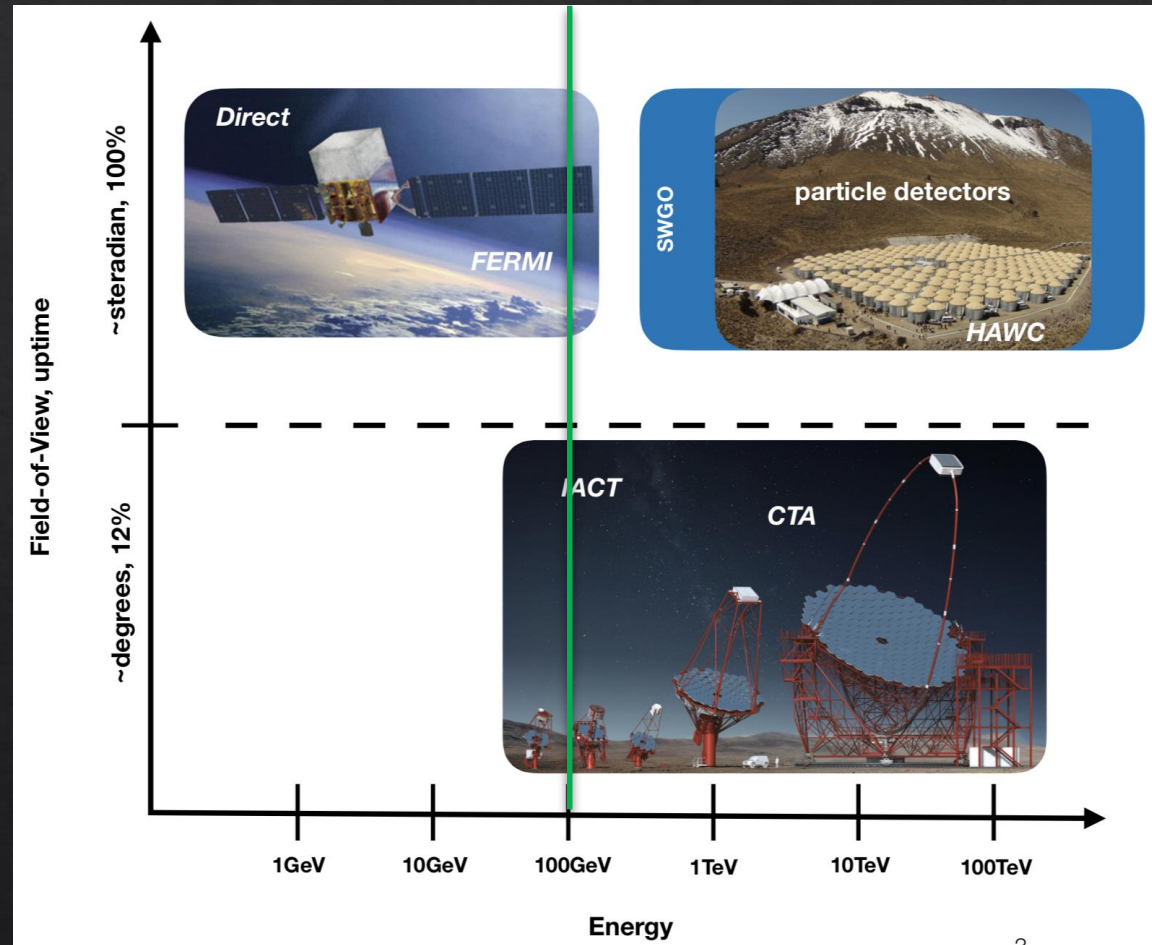 Direct
FERMI
SWGO
particle detectors
HAWC
~steradian, 100%
Field-of-View, uptime
~degrees, 12%
IACT
CTA
1GeV 10GeV 100GeV 1TeV 10TeV 100TeV
Energy